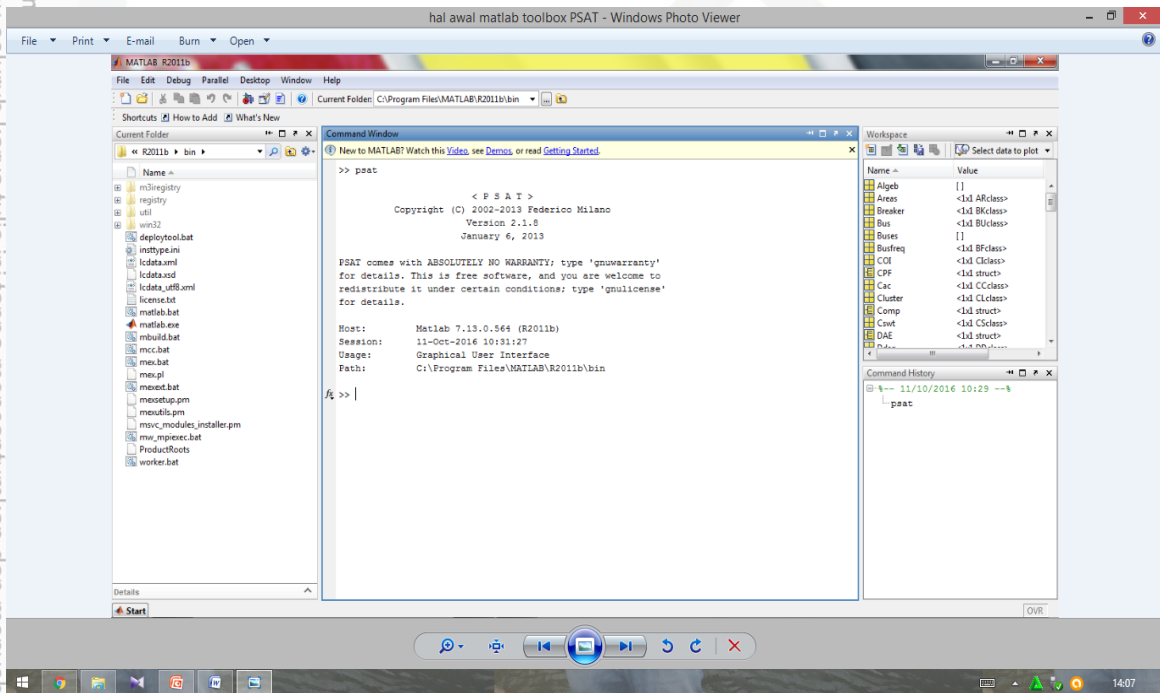 hal awal matlab toolbox PSAT - Windows Photo Viewer
File Print E-mail Burn Open
MATLAB R2011b
File Edit Debug Parallel Desktop Window Help
Current Folder: C:\Program Files\MATLAB\R2011b\bin
Shortcuts How to Add What's New
Current Folder
« R2011b bin
Name
m3iregistry
registry
util
win32
deploytool.bat
insttype.ini
lcdata.xml
lcdata.xsd
lcdata_utf8.xml
license.txt
matlab.bat
matlab.exe
mbuild.bat
mcc.bat
mex.bat
mex.pl
mexext.bat
mexsetup.pm
mexutils.pm
msvc_modules_installer.pm
mw_mpiexec.bat
ProductRoots
worker.bat
Details
Start
Command Window
New to MATLAB? Watch this Video, see Demos, or read Getting Started.
>> psat
< P S A T >
Copyright (C) 2002-2013 Federico Milano
Version 2.1.8
January 6, 2013
PSAT comes with ABSOLUTELY NO WARRANTY; type 'gnuwarranty'
for details. This is free software, and you are welcome to
redistribute it under certain conditions; type 'gnulicense'
for details.
Host: Matlab 7.13.0.564 (R2011b)
Session: 11-Oct-2016 10:31:27
Usage: Graphical User Interface
Path: C:\Program Files\MATLAB\R2011b\bin
fx >>
Workspace
Select data to plot
Name Value
Algeb []
Areas <1x1 ARclass>
Breaker <1x1 BKclass>
Bus <1x1 BUclass>
Buses []
Busfreq <1x1 BFclass>
COI <1x1 CIclass>
CPF <1x1 struct>
Cac <1x1 CCclass>
Cluster <1x1 CLclass>
Comp <1x1 struct>
Cswt <1x1 CSclass>
DAE <1x1 struct>
Command History
%-- 11/10/2016 10:29 --%
psat
OVR
14:07